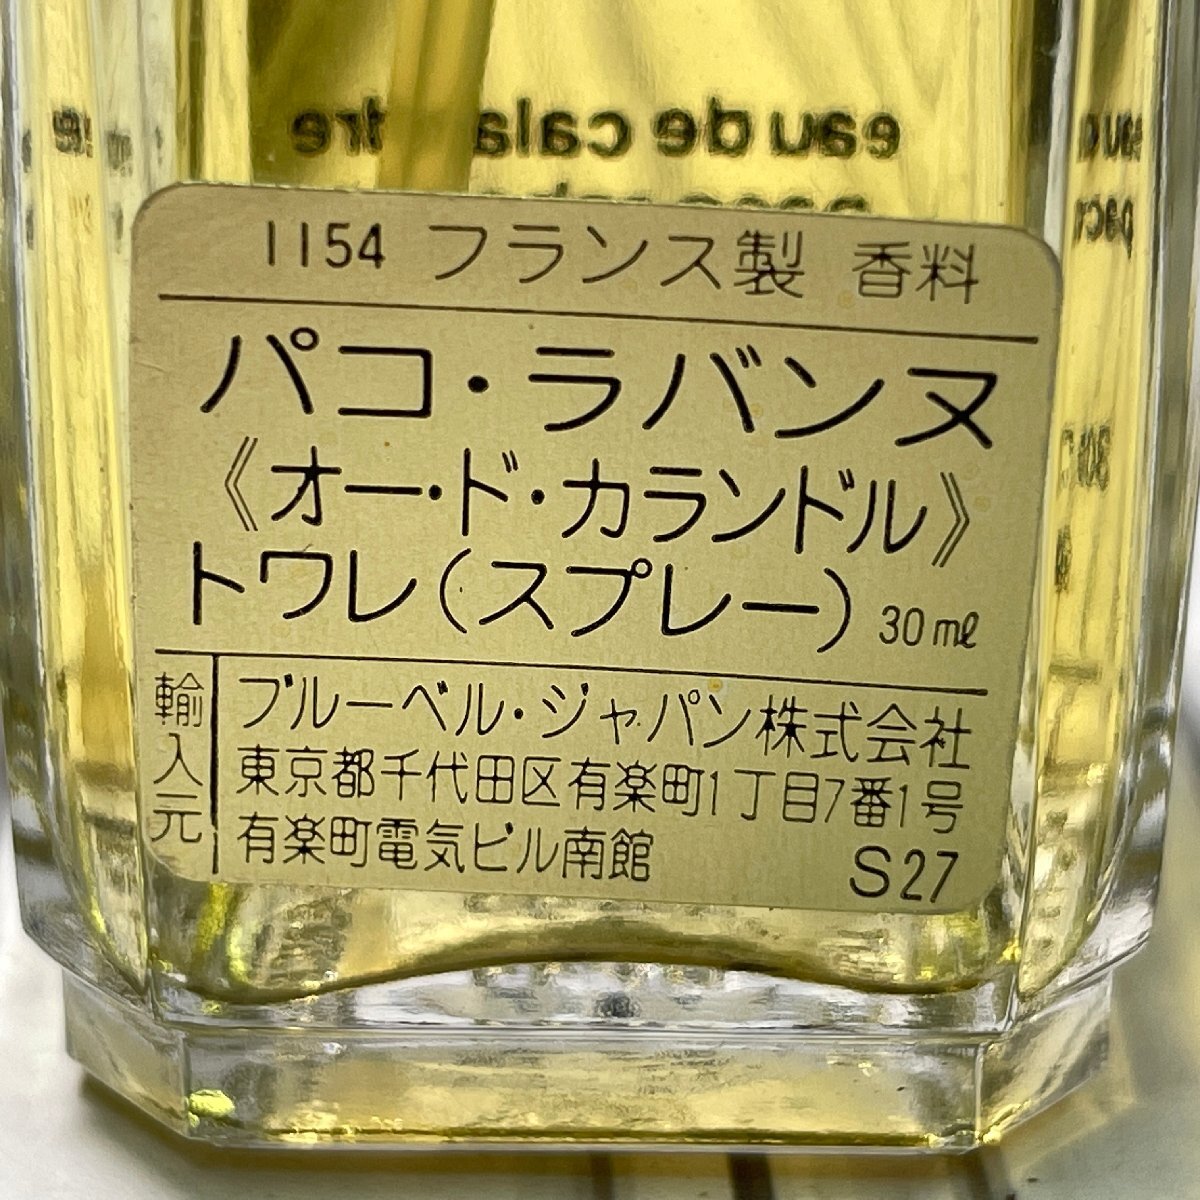 eau de calandre
1154 フランス製 香料
パコ・ラバンヌ
《オー・ド・カランドル》
トワレ(スプレー) 30ml
輸入元
ブルーベル・ジャパン株式会社
東京都千代田区有楽町1丁目7番1号
有楽町電気ビル南館
S27